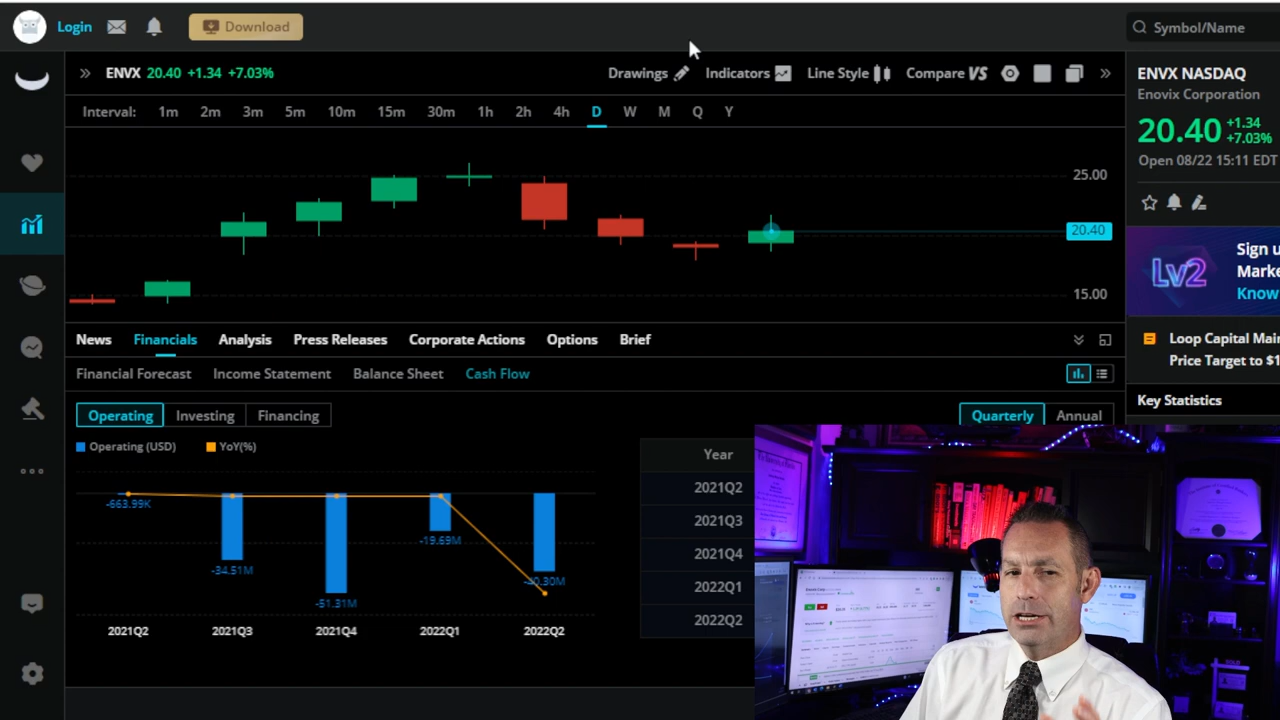 Login
Download
Symbol/Name
ENVX 20.40 +1.34 +7.03%
Drawings
Indicators
Line Style
Compare VS
Interval: 1m 2m 3m 5m 10m 15m 30m 1h 2h 4h D W M Q Y
25.00
20.40
15.00
ENVX NASDAQ
Enovix Corporation
20.40
+1.34
+7.03%
Open 08/22 15:11 EDT
Lv2
Sign u
Marke
Know
Loop Capital Main
Price Target to $1
Key Statistics
News Financials Analysis Press Releases Corporate Actions Options Brief
Financial Forecast Income Statement Balance Sheet Cash Flow
Operating Investing Financing
Quarterly Annual
Operating (USD) YoY(%)
-663.99K
-34.51M
-51.31M
-19.69M
2021Q2 2021Q3 2021Q4 2022Q1 2022Q2
Year
2021Q2
2021Q3
2021Q4
2022Q1
2022Q2